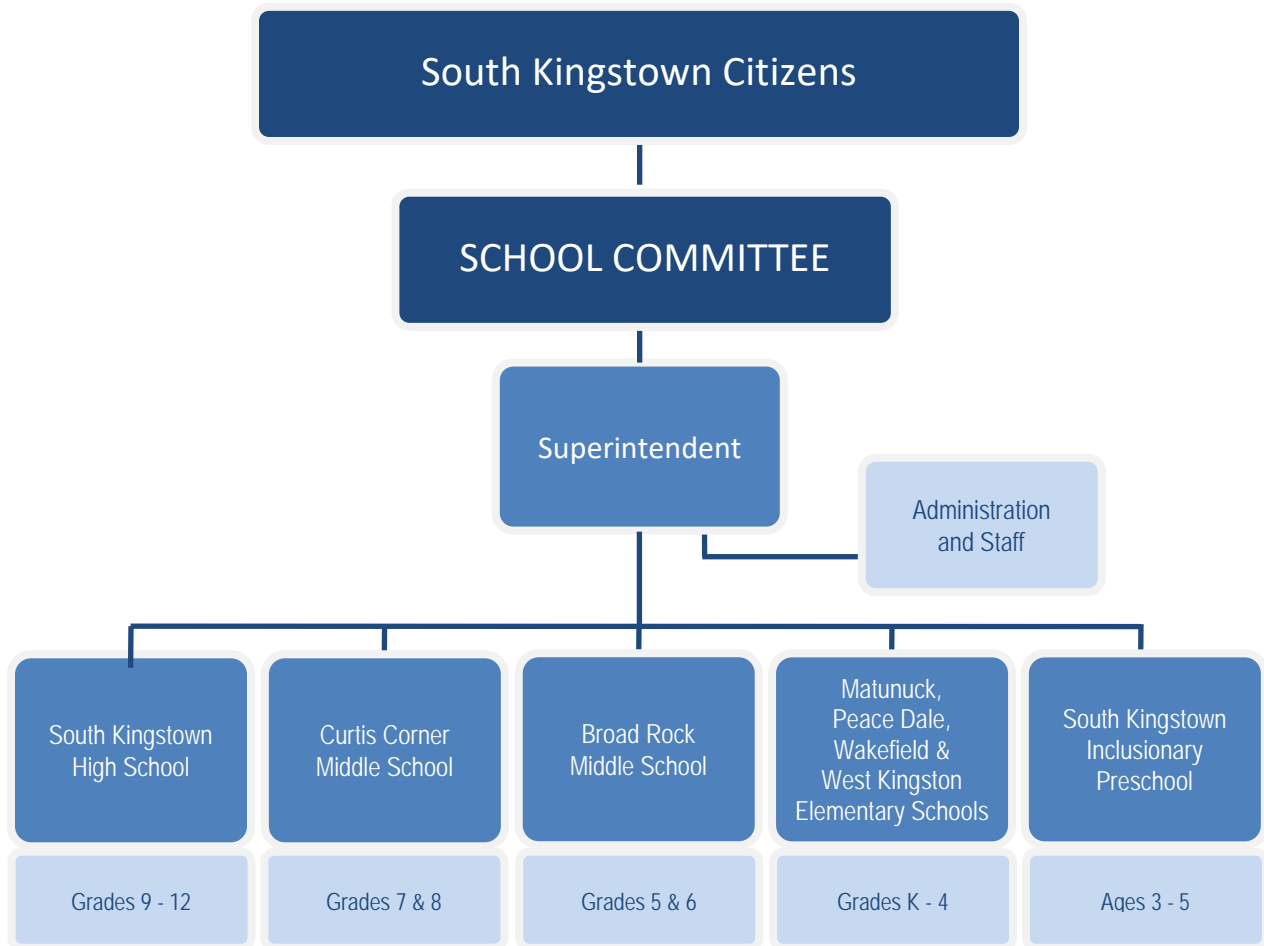 South Kingstown Citizens
SCHOOL COMMITTEE
Superintendent
Administration
and Staff
South Kingstown
High School
Curtis Corner
Middle School
Broad Rock
Middle School
Matunuck,
Peace Dale,
Wakefield &
West Kingston
Elementary Schools
South Kingstown
Inclusionary
Preschool
Grades 9 - 12
Grades 7 & 8
Grades 5 & 6
Grades K - 4
Ages 3 - 5